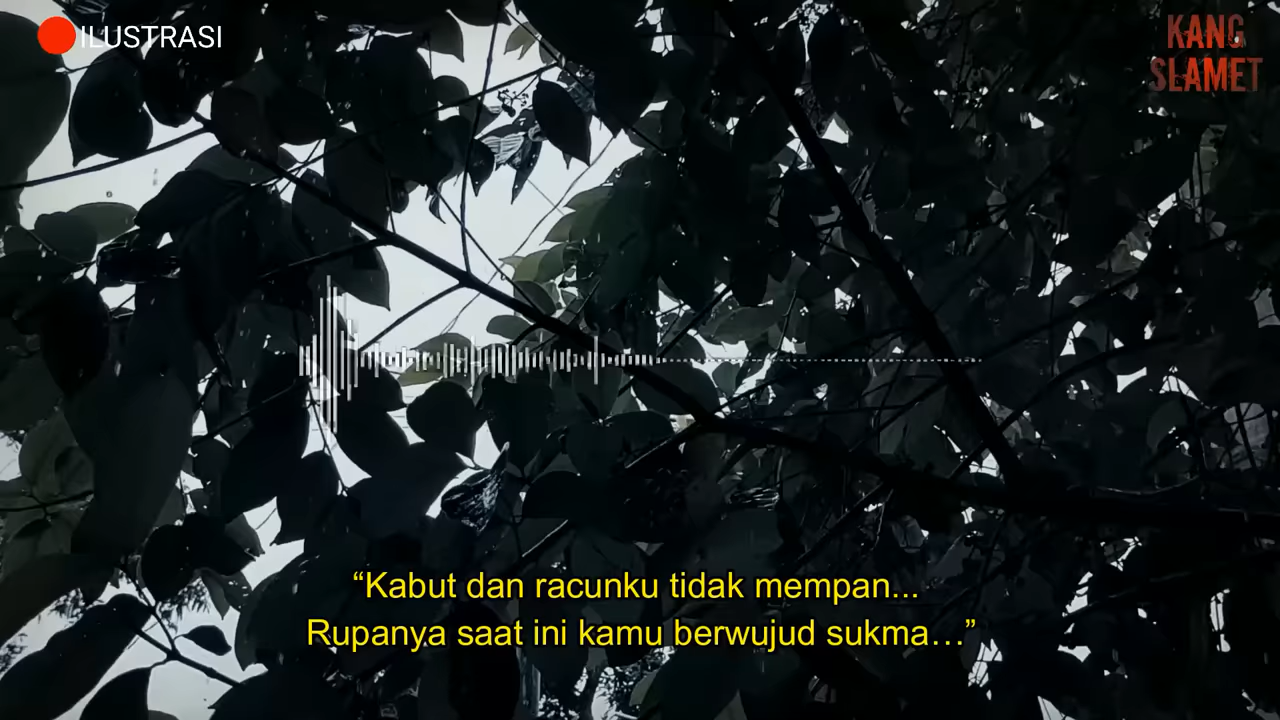 ILUSTRASI
KANG
SLAMET
“Kabut dan racunku tidak mempan...
Rupanya saat ini kamu berwujud sukma…”